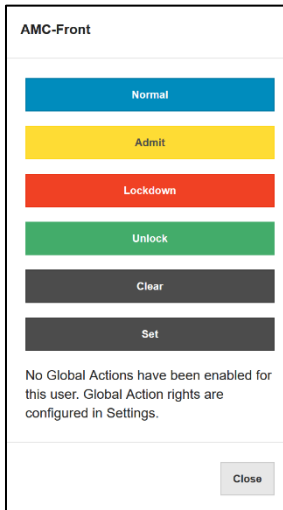 AMC-Front
Normal
Admit
Lockdown
Unlock
Clear
Set
No Global Actions have been enabled for
this user. Global Action rights are
configured in Settings.
Close